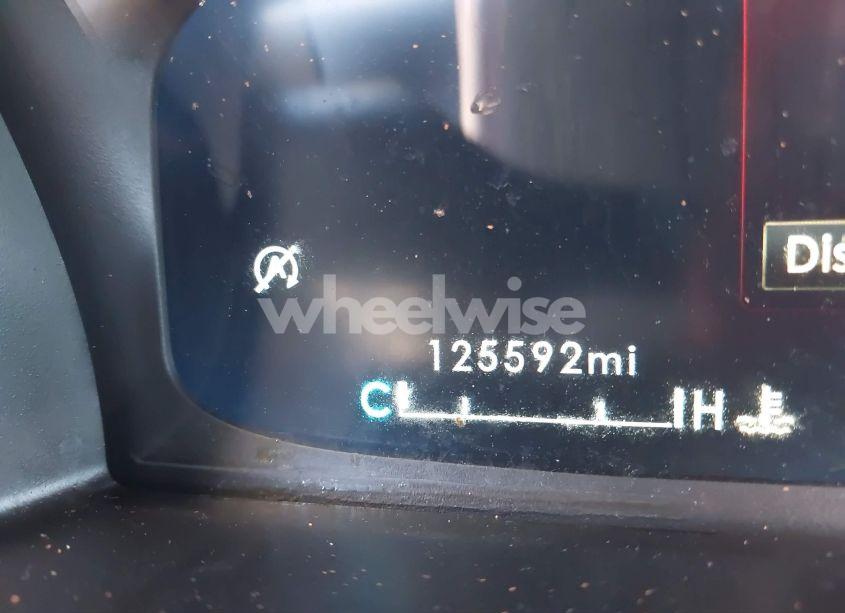 Dis
wheelwise
125592mi
C H